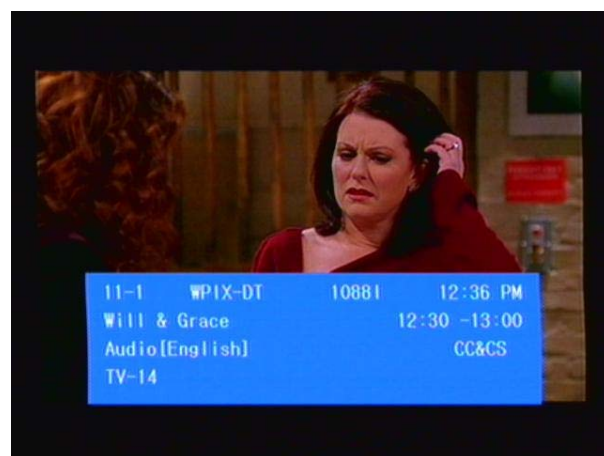 11-1 WPIX-DT 1088I 12:36 PM
Will & Grace 12:30 -13:00
Audio[English] CC&CS
TV-14